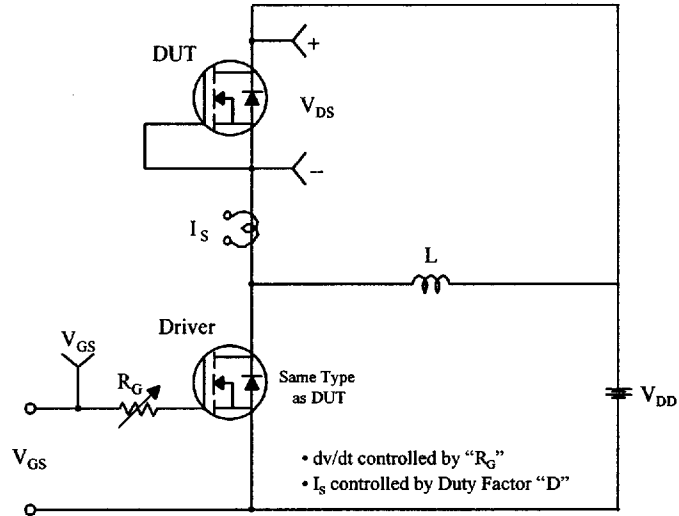 +
DUT
V_DS
−
I_S
L
Driver
V_GS
R_G
Same Type
as DUT
V_DD
V_GS
• dv/dt controlled by “R_G”
• I_S controlled by Duty Factor “D”